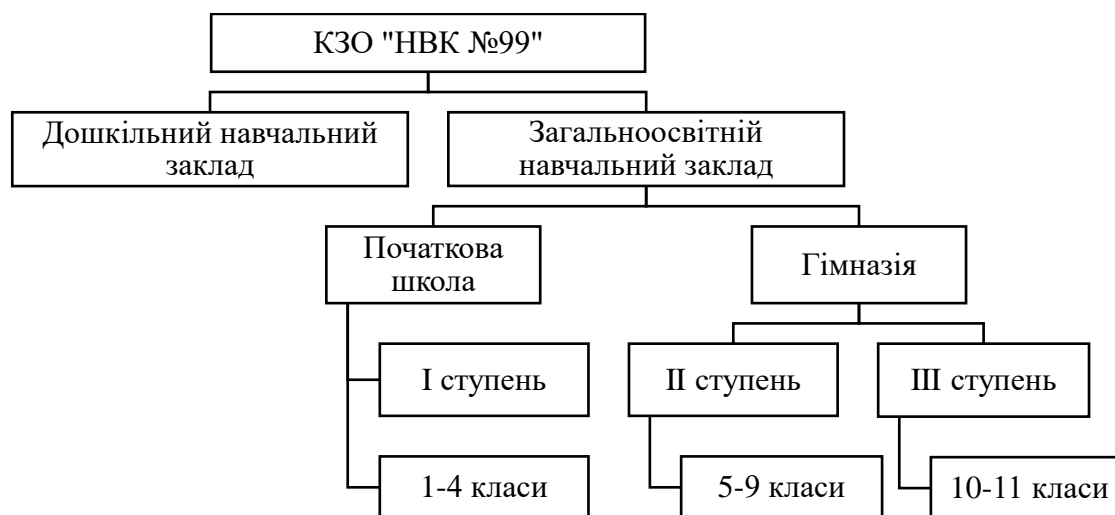 КЗО "НВК №99"
Дошкільний навчальний
заклад
Загальноосвітній
навчальний заклад
Початкова
школа
Гімназія
І ступень
ІІ ступень
ІІІ ступень
1-4 класи
5-9 класи
10-11 класи